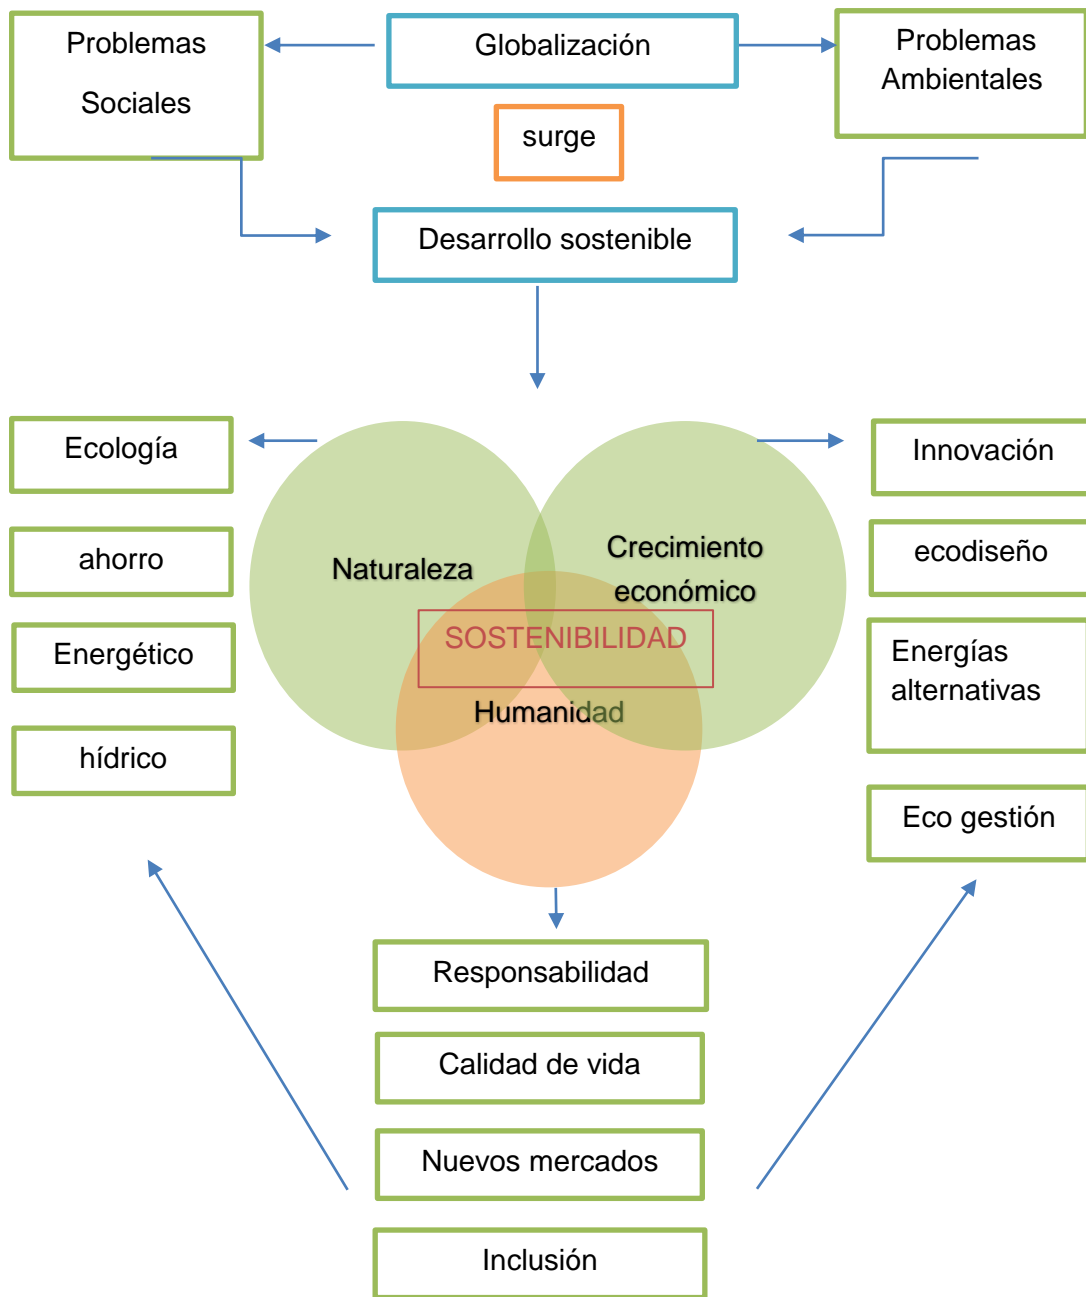 Problemas
Sociales
Globalización
Problemas
Ambientales
surge
Desarrollo sostenible
Ecología
ahorro
Energético
hídrico
Naturaleza
Crecimiento
económico
SOSTENIBILIDAD
Humanidad
Innovación
ecodiseño
Energías
alternativas
Eco gestión
Responsabilidad
Calidad de vida
Nuevos mercados
Inclusión